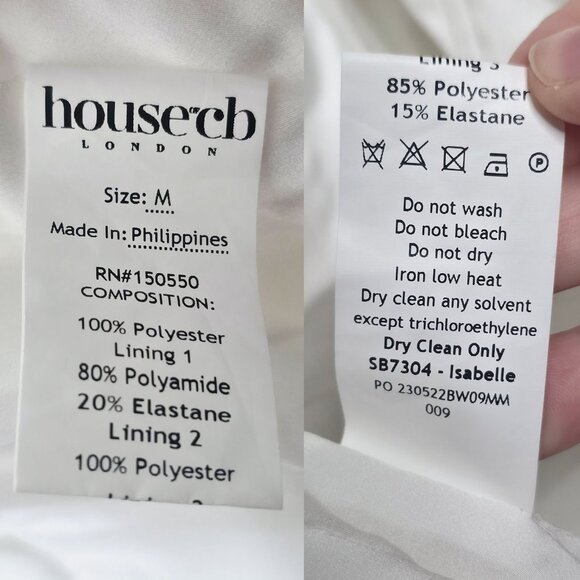 house of cb
LONDON
Size: M
Made In: Philippines
RN#150550
COMPOSITION:
100% Polyester
Lining 1
80% Polyamide
20% Elastane
Lining 2
100% Polyester
Lining 3
85% Polyester
15% Elastane
P
Do not wash
Do not bleach
Do not dry
Iron low heat
Dry clean any solvent
except trichloroethylene
Dry Clean Only
SB7304 - Isabelle
PO 230522BW09MM
009